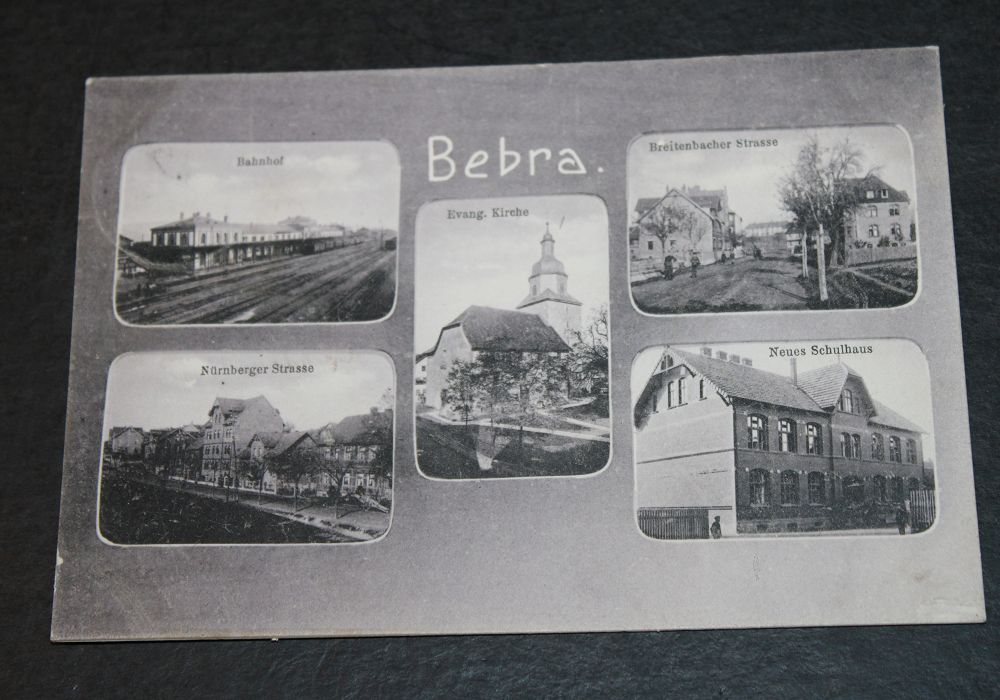 Bebra.
Bahnhof
Evang. Kirche
Breitenbacher Strasse
Nürnberger Strasse
Neues Schulhaus